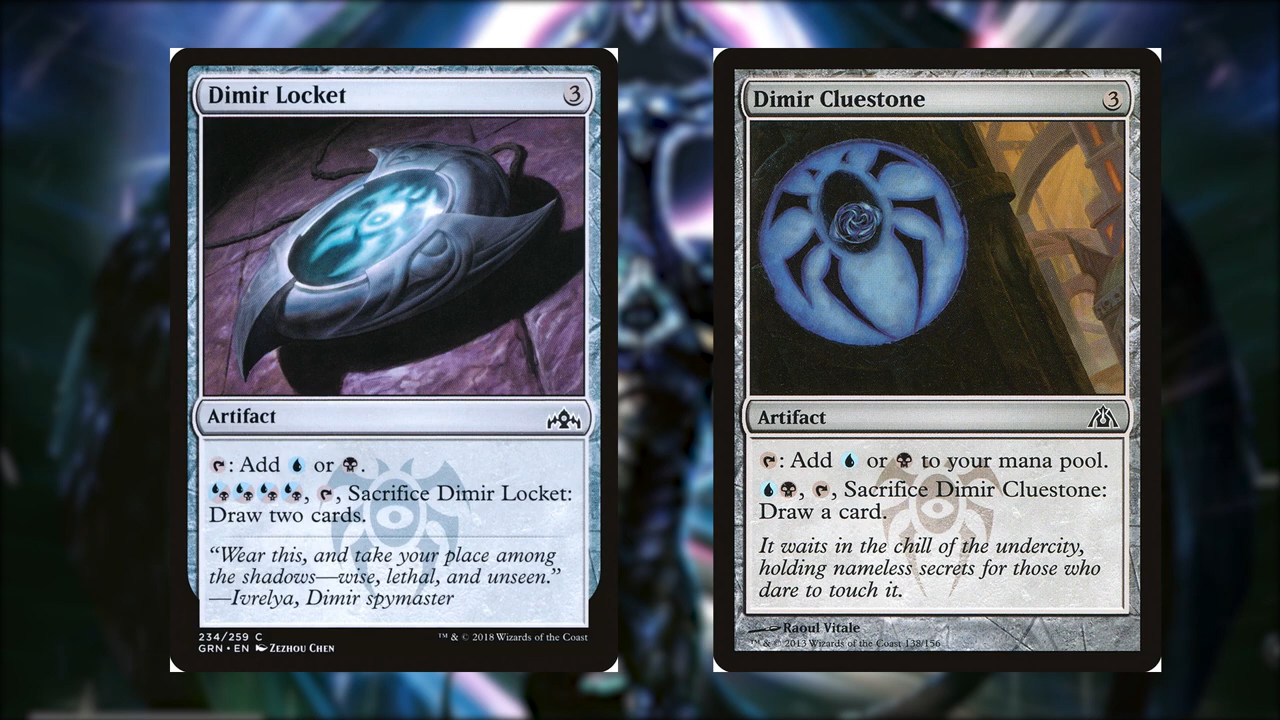 Dimir Locket 3
Artifact
: Add or .
, , Sacrifice Dimir Locket:
Draw two cards.
“Wear this, and take your place among
the shadows—wise, lethal, and unseen.”
—Ivrelya, Dimir spymaster
234/259 C
GRN • EN Zezhou Chen
™ & © 2018 Wizards of the Coast
Dimir Cluestone 3
Artifact
: Add or to your mana pool.
, , Sacrifice Dimir Cluestone:
Draw a card.
It waits in the chill of the undercity,
holding nameless secrets for those who
dare to touch it.
Raoul Vitale
™ & © 2013 Wizards of the Coast 138/156